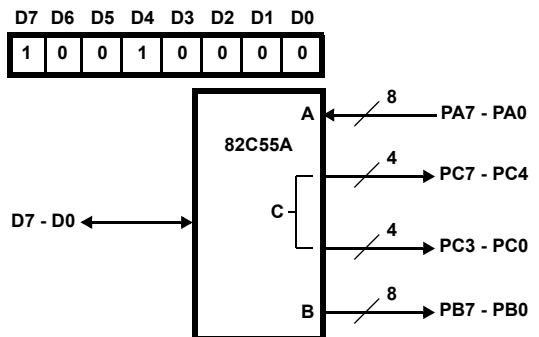 D7 D6 D5 D4 D3 D2 D1 D0
1 0 0 1 0 0 0 0
A 8 PA7 - PA0
82C55A
4 PC7 - PC4
C
D7 - D0
4 PC3 - PC0
B 8 PB7 - PB0